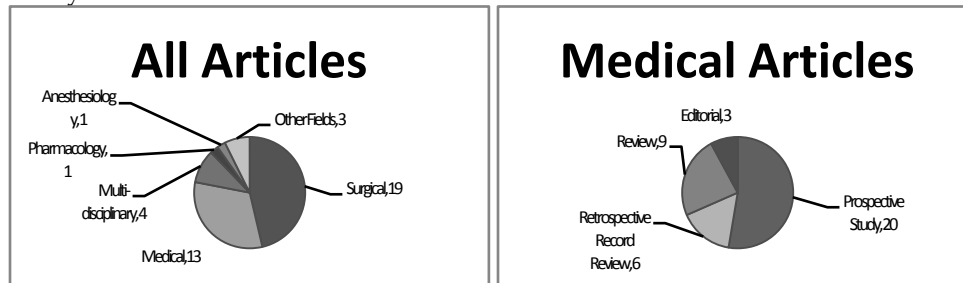 All Articles
Anesthesiolog
y,1
Other Fields,3
Pharmacology,
1
Multi-
disciplinary,4
Surgical,19
Medical,13
Medical Articles
Editorial,3
Review,9
Prospective
Study,20
Retrospective
Record
Review,6